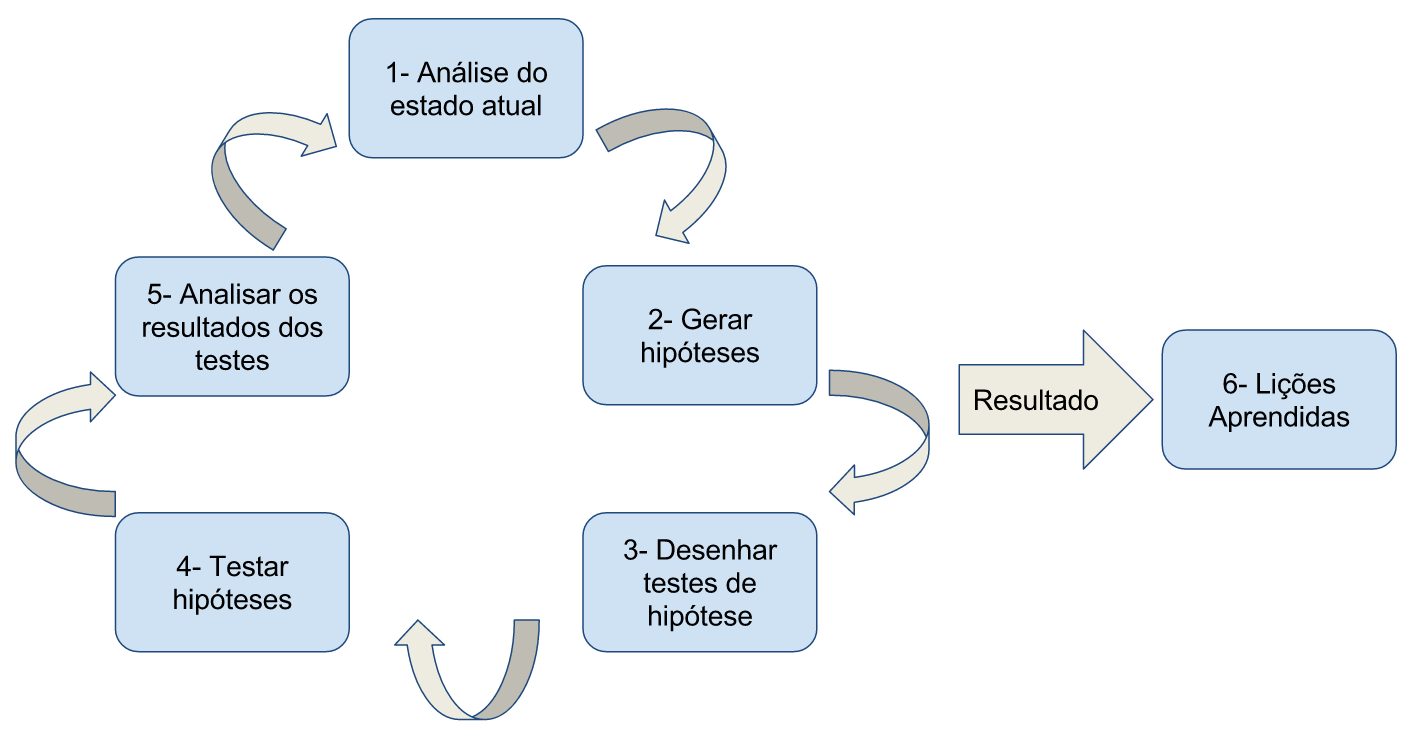 1- Análise do
estado atual
2- Gerar
hipóteses
3- Desenhar
testes de
hipótese
4- Testar
hipóteses
5- Analisar os
resultados dos
testes
Resultado
6- Lições
Aprendidas